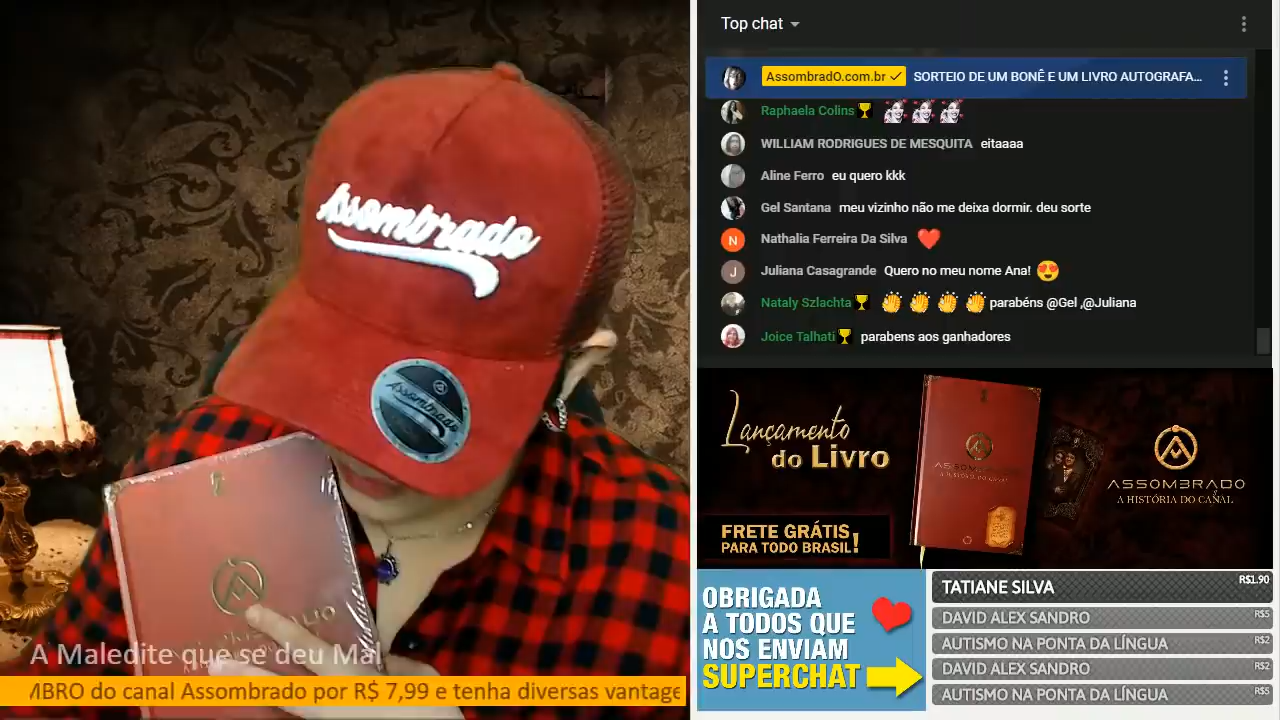 Assombrado
Assombrado
A Maledite que se deu Mal
MBRO do canal Assombrado por R$ 7,99 e tenha diversas vantage
Top chat
AssombradO.com.br SORTEIO DE UM BONÊ E UM LIVRO AUTOGRAFA...
Raphaela Colins
WILLIAM RODRIGUES DE MESQUITA eitaaaa
Aline Ferro eu quero kkk
Gel Santana meu vizinho não me deixa dormir. deu sorte
N Nathalia Ferreira Da Silva
J Juliana Casagrande Quero no meu nome Ana!
Nataly Szlachta parabéns @Gel ,@Juliana
Joice Talhati parabens aos ganhadores
Lançamento
do Livro
FRETE GRÁTIS
PARA TODO BRASIL!
ASSOMBRADO
A HISTÓRIA DO CANAL
ASSOMBRADO
A HISTÓRIA DO CANAL
OBRIGADA
A TODOS QUE
NOS ENVIAM
SUPERCHAT
TATIANE SILVA R$1.90
DAVID ALEX SANDRO R$5
AUTISMO NA PONTA DA LÍNGUA R$2
DAVID ALEX SANDRO R$2
AUTISMO NA PONTA DA LÍNGUA R$5